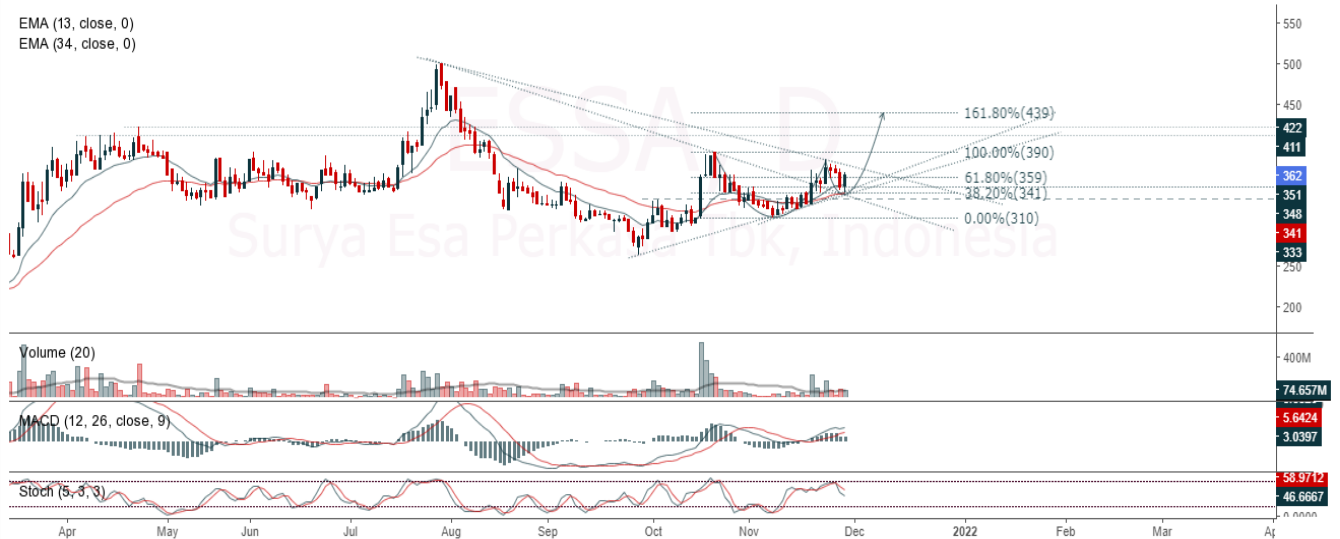 EMA (13, close, 0)
EMA (34, close, 0)
ESSA, D
Surya Esa Perkasa Tbk, Indonesia
161.80%(439)
100.00%(390)
61.80%(359)
38.20%(341)
0.00%(310)
550
500
450
422
411
362
351
348
341
333
250
200
Volume (20)
400M
74.657M
MACD (12, 26, close, 9)
5.6424
3.0397
Stoch (5, 3, 3)
58.9712
46.6667
0.0000
Apr May Jun Jul Aug Sep Oct Nov Dec 2022 Feb Mar